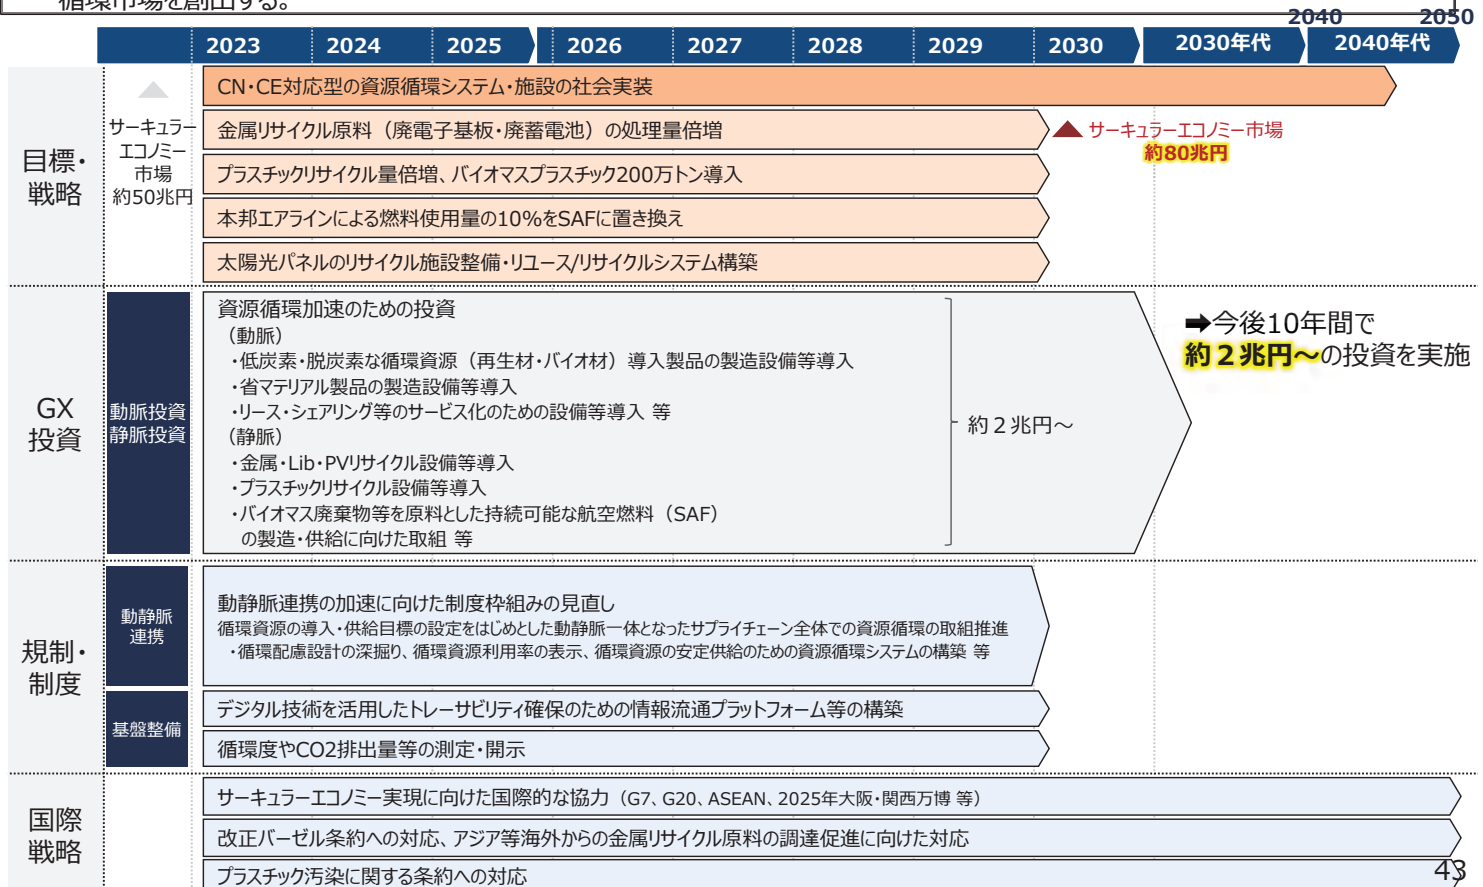 循環市場を創出する。
2040 2050
2023 2024 2025 2026 2027 2028 2029 2030 2030年代 2040年代
目標・
戦略
サーキュラー
エコノミー
市場
約50兆円
CN・CE対応型の資源循環システム・施設の社会実装
金属リサイクル原料（廃電子基板・廃蓄電池）の処理量倍増
サーキュラーエコノミー市場
約80兆円
プラスチックリサイクル量倍増、バイオマスプラスチック200万トン導入
本邦エアラインによる燃料使用量の10%をSAFに置き換え
太陽光パネルのリサイクル施設整備・リユース/リサイクルシステム構築
GX
投資
動脈投資
静脈投資
資源循環加速のための投資
（動脈）
・低炭素・脱炭素な循環資源（再生材・バイオ材）導入製品の製造設備等導入
・省マテリアル製品の製造設備等導入
・リース・シェアリング等のサービス化のための設備等導入 等
（静脈）
・金属・Lib・PVリサイクル設備等導入
・プラスチックリサイクル設備等導入
・バイオマス廃棄物等を原料とした持続可能な航空燃料（SAF）
の製造・供給に向けた取組 等
約２兆円～
➡今後10年間で
約２兆円～の投資を実施
規制・
制度
動静脈
連携
動静脈連携の加速に向けた制度枠組みの見直し
循環資源の導入・供給目標の設定をはじめとした動静脈一体となったサプライチェーン全体での資源循環の取組推進
・循環配慮設計の深掘り、循環資源利用率の表示、循環資源の安定供給のための資源循環システムの構築 等
基盤整備
デジタル技術を活用したトレーサビリティ確保のための情報流通プラットフォーム等の構築
循環度やCO2排出量等の測定・開示
国際
戦略
サーキュラーエコノミー実現に向けた国際的な協力（G7、G20、ASEAN、2025年大阪・関西万博 等）
改正バーゼル条約への対応、アジア等海外からの金属リサイクル原料の調達促進に向けた対応
プラスチック汚染に関する条約への対応
43